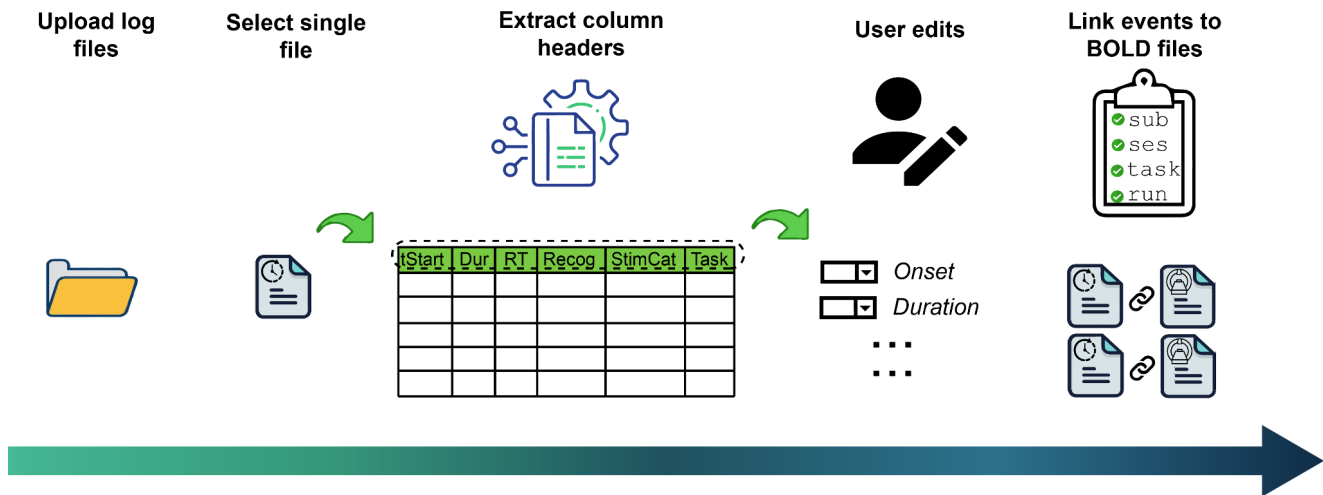 Upload log
files
Select single
file
Extract column
headers
User edits
Link events to
BOLD files
sub
ses
task
run
tStart Dur RT Recog StimCat Task
Onset
Duration
...
...